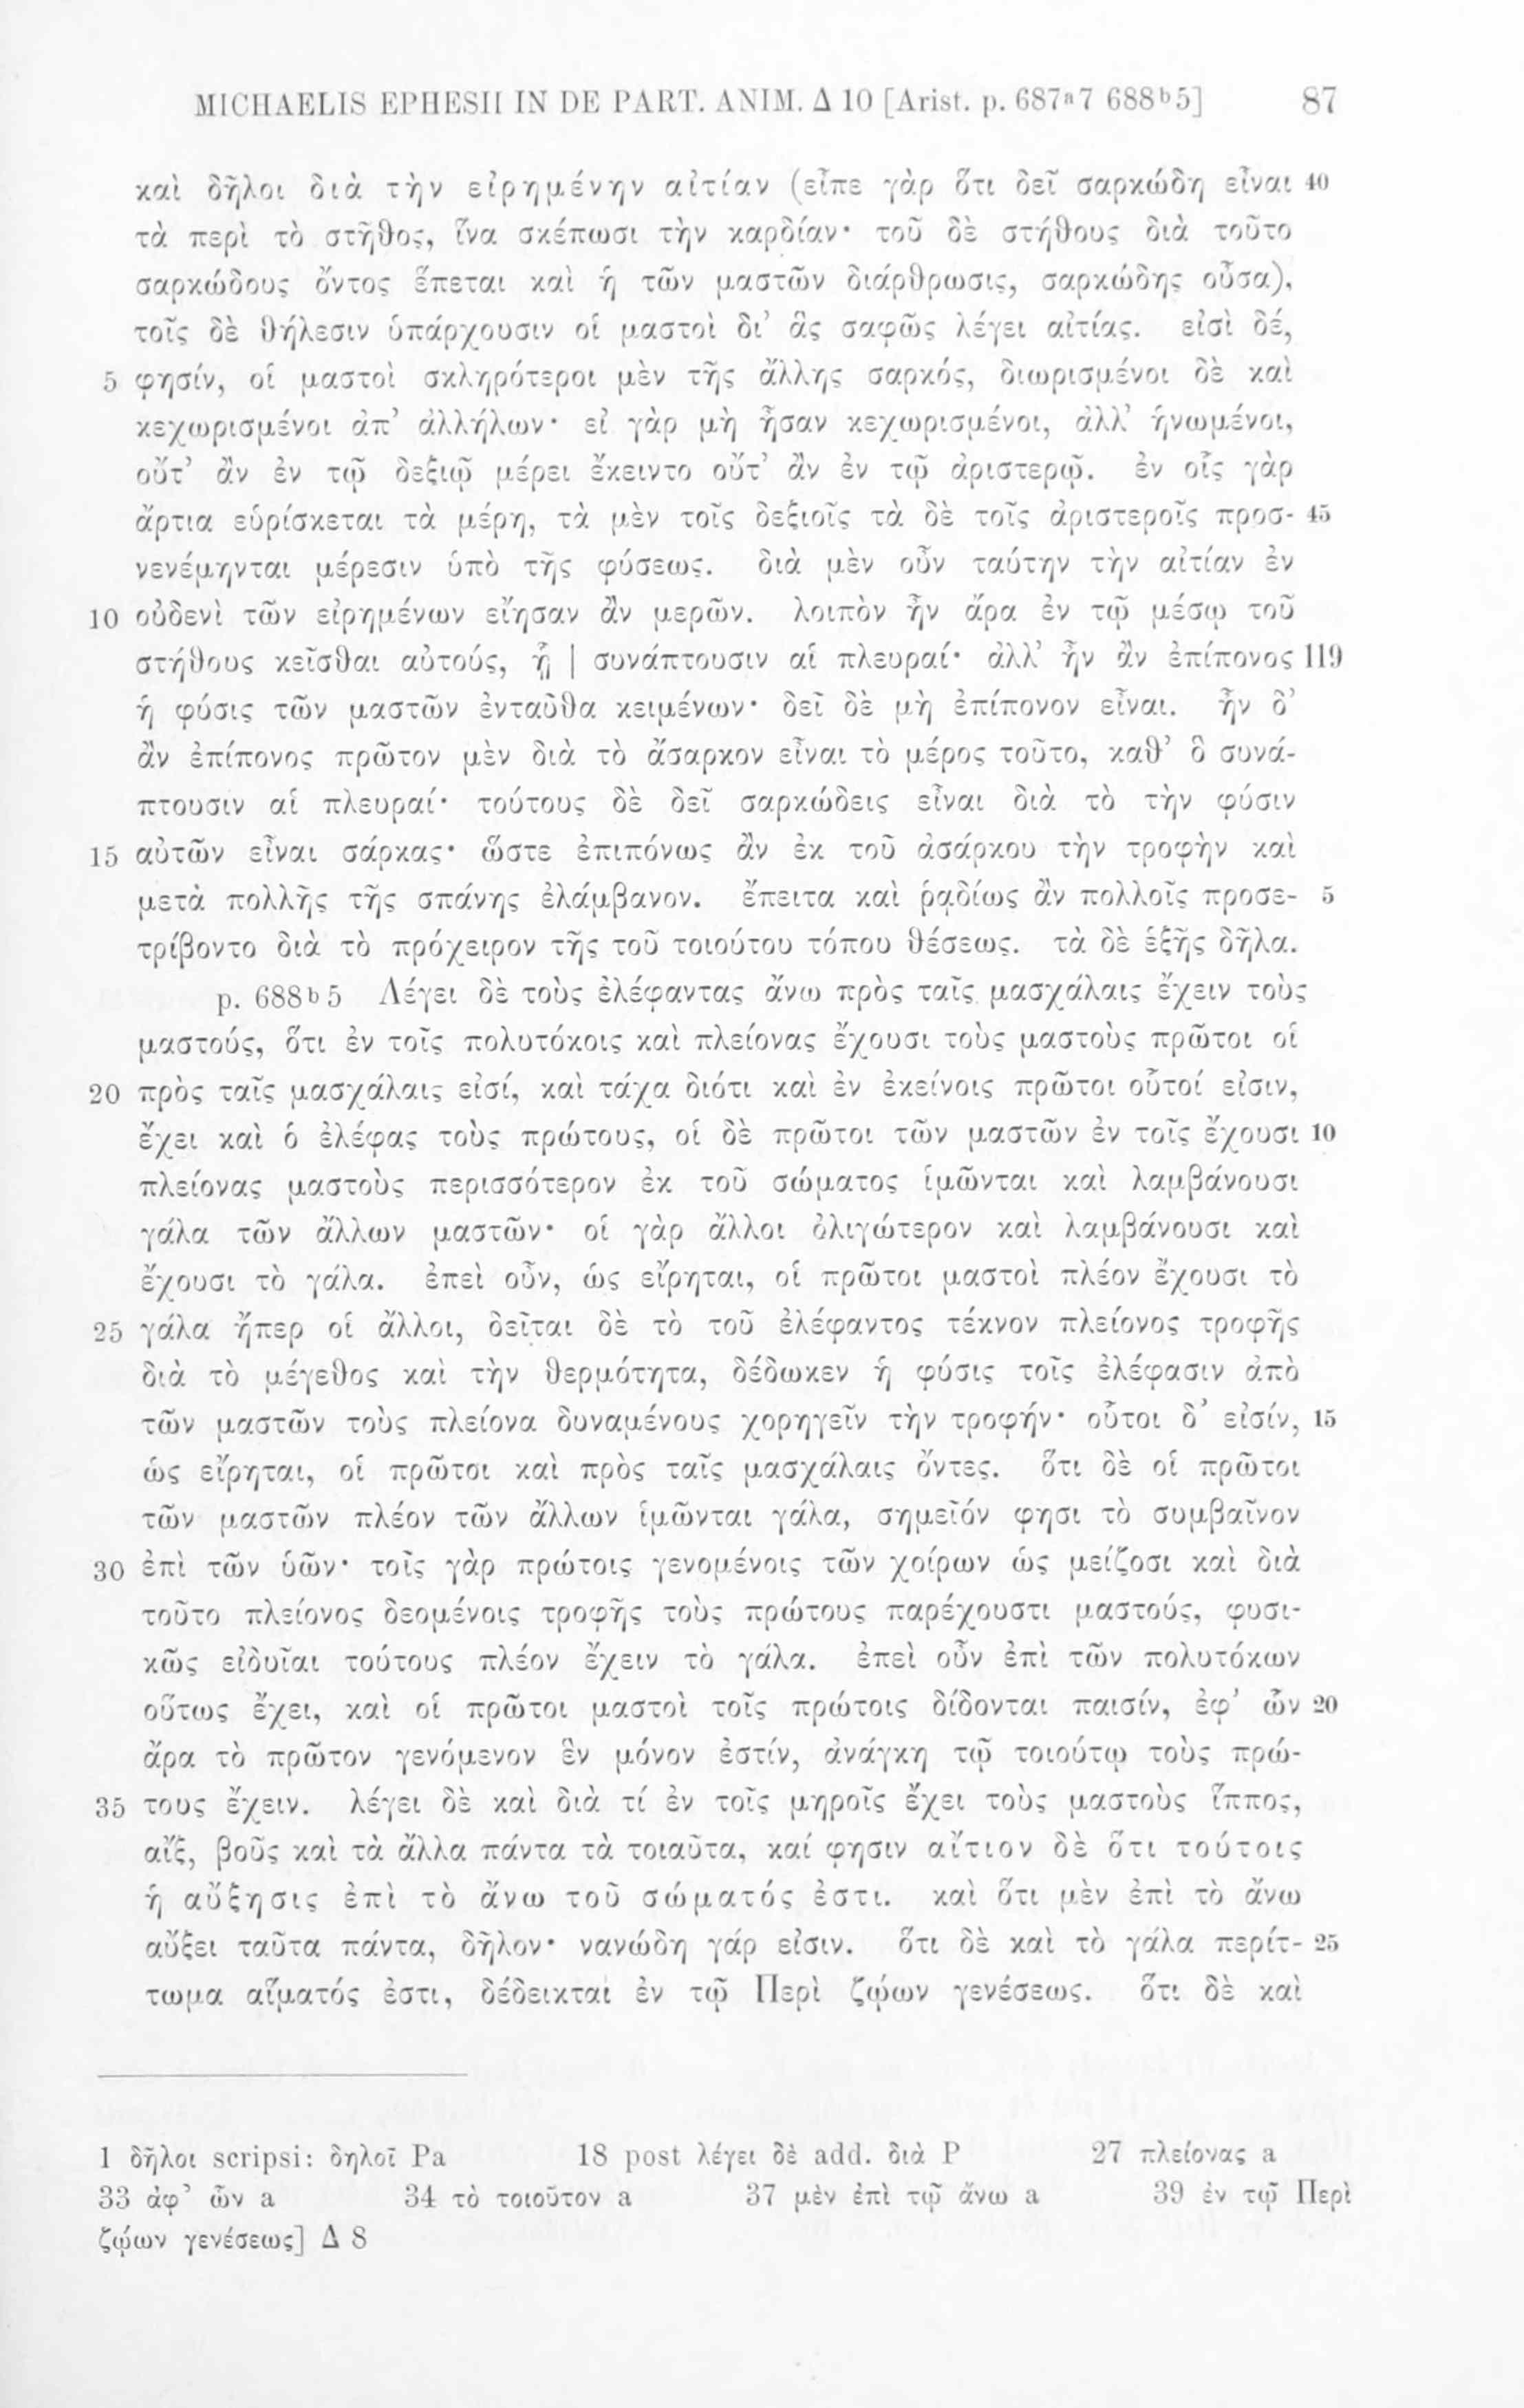 MICHAELIS EPHESII IN DE PART. ANIM. Δ 10 [Arist. p. 687ᵃ7 688ᵇ5] 87
καὶ δῆλοι διὰ τὴν εἰρημένην αἰτίαν (εἶπε γὰρ ὅτι δεῖ σαρκώδη εἶναι 40
τὰ περὶ τὸ στῆθος, ἵνα σκέπωσι τὴν καρδίαν· τοῦ δὲ στήθους διὰ τοῦτο
σαρκώδους ὄντος ἕπεται καὶ ἡ τῶν μαστῶν διάρθρωσις, σαρκώδης οὖσα),
τοῖς δὲ θήλεσιν ὑπάρχουσιν οἱ μαστοὶ δι’ ἃς σαφῶς λέγει αἰτίας. εἰσὶ δέ,
5 φησίν, οἱ μαστοὶ σκληρότεροι μὲν τῆς ἄλλης σαρκός, διωρισμένοι δὲ καὶ
κεχωρισμένοι ἀπ’ ἀλλήλων· εἰ γὰρ μὴ ἦσαν κεχωρισμένοι, ἀλλ’ ἡνωμένοι,
οὔτ’ ἂν ἐν τῷ δεξιῷ μέρει ἔκειντο οὔτ’ ἂν ἐν τῷ ἀριστερῷ. ἐν οἷς γὰρ
ἄρτια εὑρίσκεται τὰ μέρη, τὰ μὲν τοῖς δεξιοῖς τὰ δὲ τοῖς ἀριστεροῖς προσ- 45
νενέμηνται μέρεσιν ὑπὸ τῆς φύσεως. διὰ μὲν οὖν ταύτην τὴν αἰτίαν ἐν
10 οὐδενὶ τῶν εἰρημένων εἴησαν ἂν μερῶν. λοιπὸν ἦν ἄρα ἐν τῷ μέσῳ τοῦ
στήθους κεῖσθαι αὐτούς, ᾗ | συνάπτουσιν αἱ πλευραί· ἀλλ’ ἦν ἂν ἐπίπονος 119
ἡ φύσις τῶν μαστῶν ἐνταῦθα κειμένων· δεῖ δὲ μὴ ἐπίπονον εἶναι. ἦν δ’
ἂν ἐπίπονος πρῶτον μὲν διὰ τὸ ἄσαρκον εἶναι τὸ μέρος τοῦτο, καθ’ ὃ συνά-
πτουσιν αἱ πλευραί· τούτους δὲ δεῖ σαρκώδεις εἶναι διὰ τὸ τὴν φύσιν
15 αὐτῶν εἶναι σάρκας· ὥστε ἐπιπόνως ἂν ἐκ τοῦ ἀσάρκου τὴν τροφὴν καὶ
μετὰ πολλῆς τῆς σπάνης ἐλάμβανον. ἔπειτα καὶ ῥᾳδίως ἂν πολλοῖς προσε- 5
τρίβοντο διὰ τὸ πρόχειρον τῆς τοῦ τοιούτου τόπου θέσεως. τὰ δὲ ἑξῆς δῆλα.
p. 688ᵇ5 Λέγει δὲ τοὺς ἐλέφαντας ἄνω πρὸς ταῖς μασχάλαις ἔχειν τοὺς
μαστούς, ὅτι ἐν τοῖς πολυτόκοις καὶ πλείονας ἔχουσι τοὺς μαστοὺς πρῶτοι οἱ
20 πρὸς ταῖς μασχάλαις εἰσί, καὶ τάχα διότι καὶ ἐν ἐκείνοις πρῶτοι οὗτοί εἰσιν,
ἔχει καὶ ὁ ἐλέφας τοὺς πρώτους, οἱ δὲ πρῶτοι τῶν μαστῶν ἐν τοῖς ἔχουσι 10
πλείονας μαστοὺς περισσότερον ἐκ τοῦ σώματος ἱμῶνται καὶ λαμβάνουσι
γάλα τῶν ἄλλων μαστῶν· οἱ γὰρ ἄλλοι ὀλιγώτερον καὶ λαμβάνουσι καὶ
ἔχουσι τὸ γάλα. ἐπεὶ οὖν, ὡς εἴρηται, οἱ πρῶτοι μαστοὶ πλέον ἔχουσι τὸ
25 γάλα ἤπερ οἱ ἄλλοι, δεῖται δὲ τὸ τοῦ ἐλέφαντος τέκνον πλείονος τροφῆς
διὰ τὸ μέγεθος καὶ τὴν θερμότητα, δέδωκεν ἡ φύσις τοῖς ἐλέφασιν ἀπὸ
τῶν μαστῶν τοὺς πλείονα δυναμένους χορηγεῖν τὴν τροφήν· οὗτοι δ’ εἰσίν, 15
ὡς εἴρηται, οἱ πρῶτοι καὶ πρὸς ταῖς μασχάλαις ὄντες. ὅτι δὲ οἱ πρῶτοι
τῶν μαστῶν πλέον τῶν ἄλλων ἱμῶνται γάλα, σημεῖόν φησι τὸ συμβαῖνον
30 ἐπὶ τῶν ὑῶν· τοῖς γὰρ πρώτοις γενομένοις τῶν χοίρων ὡς μείζοσι καὶ διὰ
τοῦτο πλείονος δεομένοις τροφῆς τοὺς πρώτους παρέχουστι μαστούς, φυσι-
κῶς εἰδυῖαι τούτους πλέον ἔχειν τὸ γάλα. ἐπεὶ οὖν ἐπὶ τῶν πολυτόκων
οὕτως ἔχει, καὶ οἱ πρῶτοι μαστοὶ τοῖς πρώτοις δίδονται παισίν, ἐφ’ ὧν 20
ἄρα τὸ πρῶτον γενόμενον ἓν μόνον ἐστίν, ἀνάγκη τῷ τοιούτῳ τοὺς πρώ-
35 τους ἔχειν. λέγει δὲ καὶ διὰ τί ἐν τοῖς μηροῖς ἔχει τοὺς μαστοὺς ἵππος,
αἴξ, βοῦς καὶ τὰ ἄλλα πάντα τὰ τοιαῦτα, καί φησιν αἴτιον δὲ ὅτι τούτοις
ἡ αὔξησις ἐπὶ τὸ ἄνω τοῦ σώματός ἐστι. καὶ ὅτι μὲν ἐπὶ τὸ ἄνω
αὔξει ταῦτα πάντα, δῆλον· νανώδη γάρ εἰσιν. ὅτι δὲ καὶ τὸ γάλα περίτ- 25
τωμα αἵματός ἐστι, δέδεικται ἐν τῷ Περὶ ζῴων γενέσεως. ὅτι δὲ καὶ
1 δῆλοι scripsi: δηλοῖ Pa 18 post λέγει δὲ add. διὰ P 27 πλείονας a
33 ἀφ’ ὧν a 34 τὸ τοιοῦτον a 37 μὲν ἐπὶ τῷ ἄνω a 39 ἐν τῷ Περὶ
ζῴων γενέσεως] Δ 8